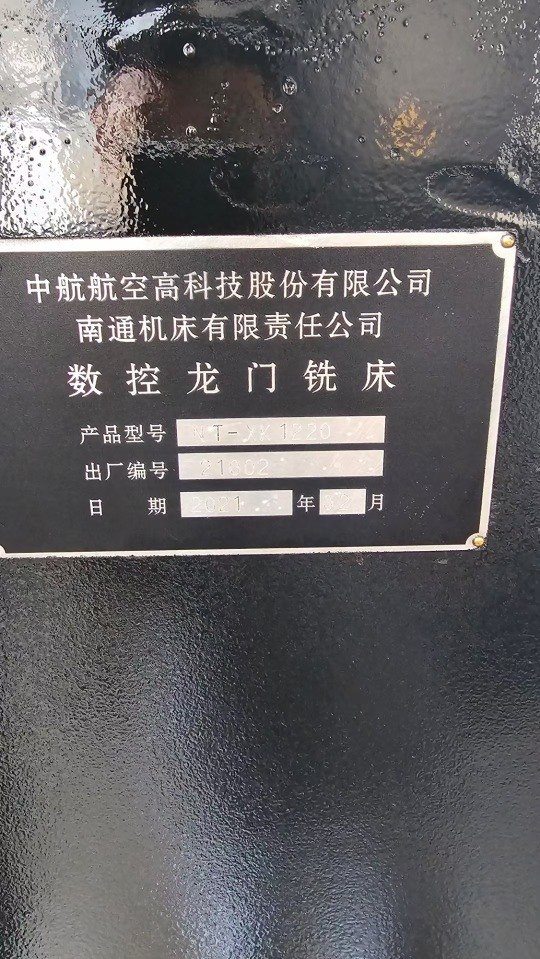 中航航空高科技股份有限公司
南通机床有限责任公司
数控龙门铣床
产品型号
出厂编号 21602
日 期 2021 年 月